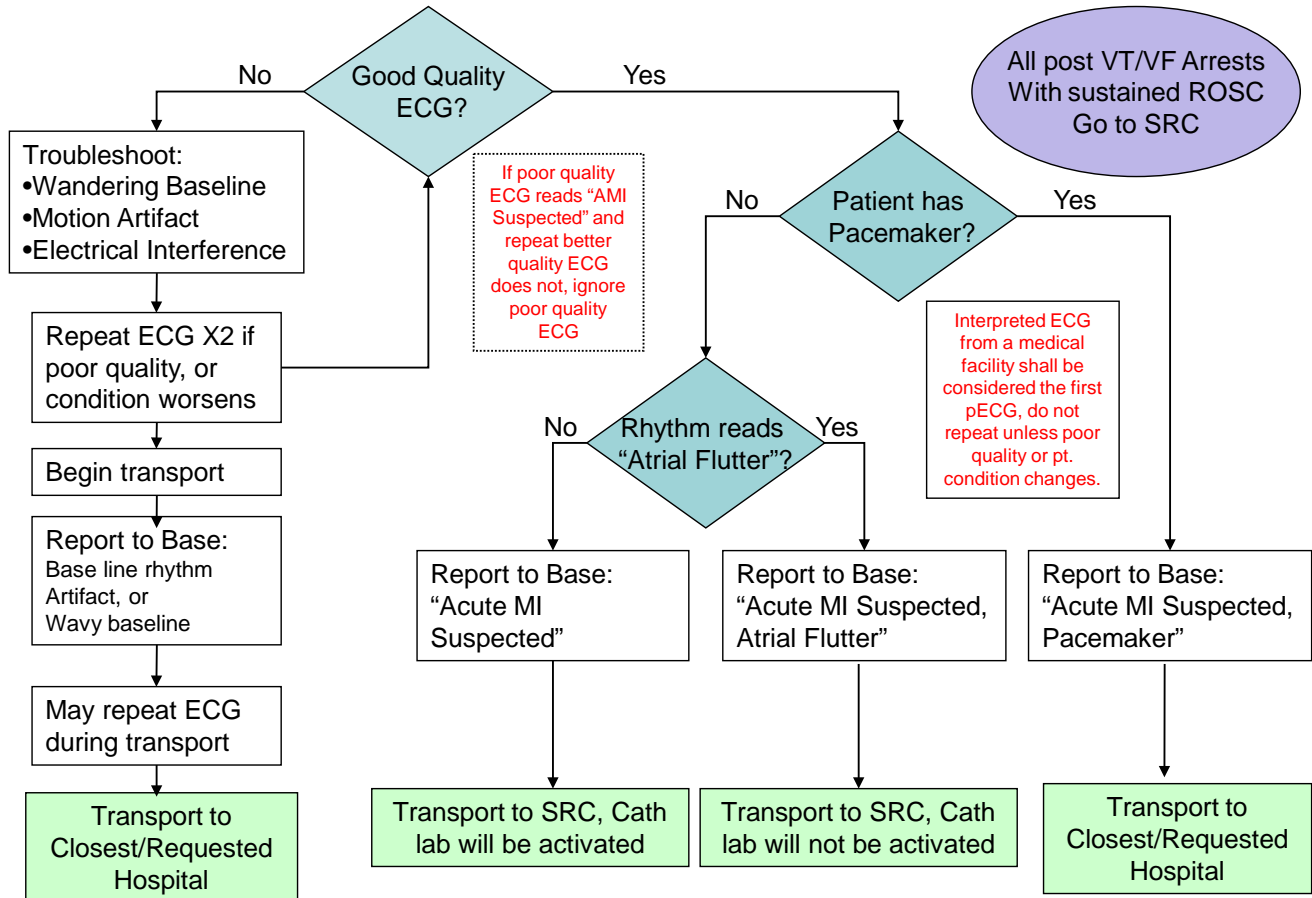 No
Good Quality
ECG?
Yes
All post VT/VF Arrests
With sustained ROSC
Go to SRC
Troubleshoot:
•Wandering Baseline
•Motion Artifact
•Electrical Interference
If poor quality
ECG reads “AMI
Suspected” and
repeat better
quality ECG
does not, ignore
poor quality
ECG
No
Patient has
Pacemaker?
Yes
Repeat ECG X2 if
poor quality, or
condition worsens
Interpreted ECG
from a medical
facility shall be
considered the first
pECG, do not
repeat unless poor
quality or pt.
condition changes.
No
Rhythm reads
“Atrial Flutter”?
Yes
Begin transport
Report to Base:
Base line rhythm
Artifact, or
Wavy baseline
Report to Base:
“Acute MI
Suspected”
Report to Base:
“Acute MI Suspected,
Atrial Flutter”
Report to Base:
“Acute MI Suspected,
Pacemaker”
May repeat ECG
during transport
Transport to
Closest/Requested
Hospital
Transport to SRC, Cath
lab will be activated
Transport to SRC, Cath
lab will not be activated
Transport to
Closest/Requested
Hospital